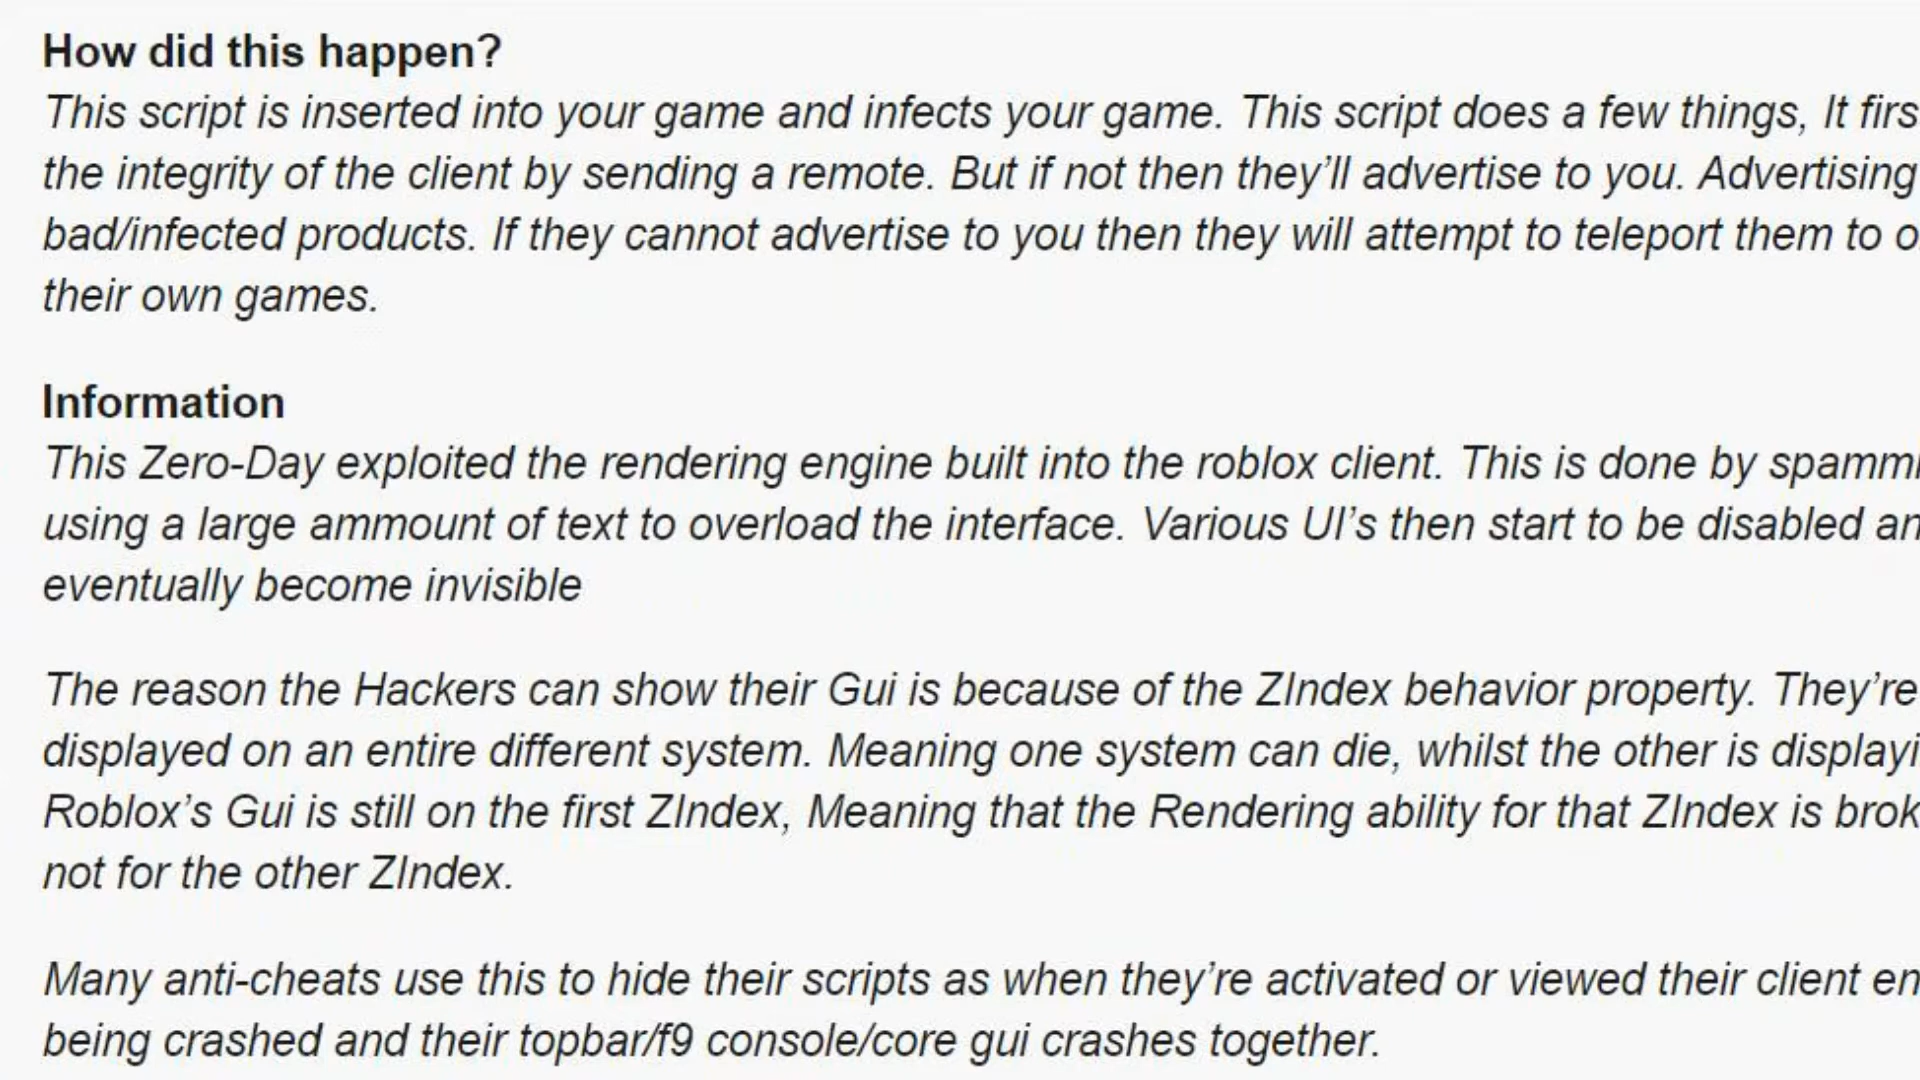 How did this happen?
This script is inserted into your game and infects your game. This script does a few things, It firs
the integrity of the client by sending a remote. But if not then they’ll advertise to you. Advertising
bad/infected products. If they cannot advertise to you then they will attempt to teleport them to o
their own games.
Information
This Zero-Day exploited the rendering engine built into the roblox client. This is done by spammi
using a large ammount of text to overload the interface. Various UI’s then start to be disabled an
eventually become invisible
The reason the Hackers can show their Gui is because of the ZIndex behavior property. They’re
displayed on an entire different system. Meaning one system can die, whilst the other is displayi
Roblox’s Gui is still on the first ZIndex, Meaning that the Rendering ability for that ZIndex is brok
not for the other ZIndex.
Many anti-cheats use this to hide their scripts as when they’re activated or viewed their client en
being crashed and their topbar/f9 console/core gui crashes together.